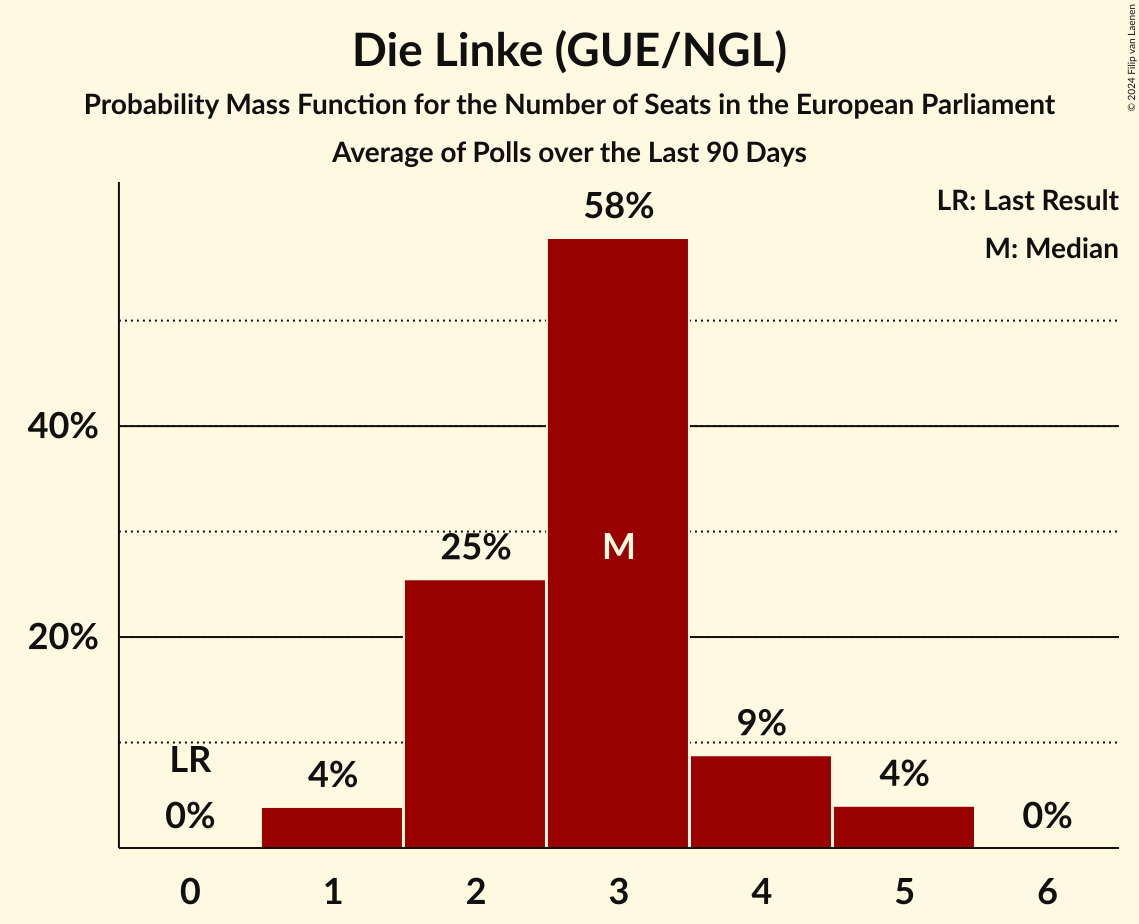 Die Linke (GUE/NGL)
Probability Mass Function for the Number of Seats in the European Parliament
Average of Polls over the Last 90 Days
© 2024 Filip van Laenen
LR: Last Result
M: Median
58%
40%
25%
M
20%
9%
LR
4%
4%
0%
0%
0 1 2 3 4 5 6